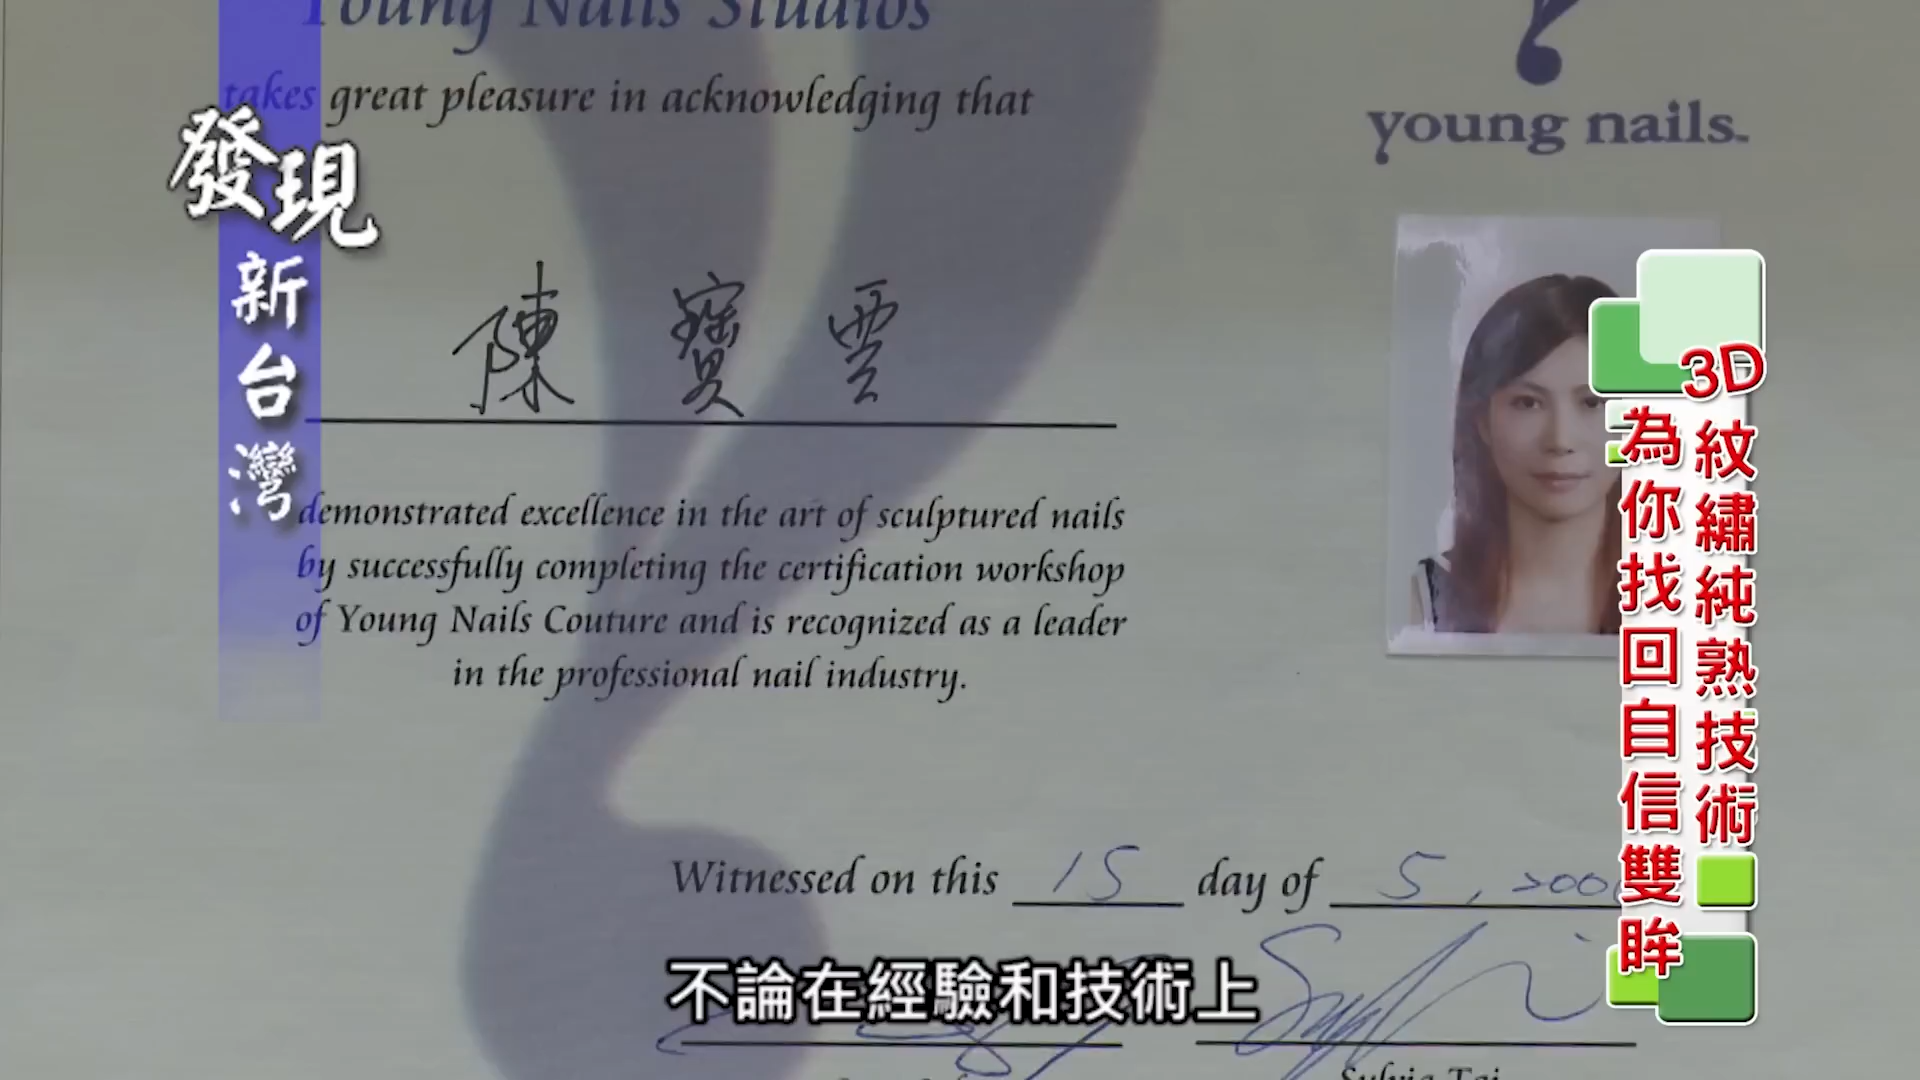 Young Nails Studios
takes great pleasure in acknowledging that
young nails.
發現
新台灣
陳寶雲
3D紋繡純熟技術
為你找回自信雙眸
demonstrated excellence in the art of sculptured nails
by successfully completing the certification workshop
of Young Nails Couture and is recognized as a leader
in the professional nail industry.
Witnessed on this 15 day of 5,
不論在經驗和技術上
Sylvia Tai